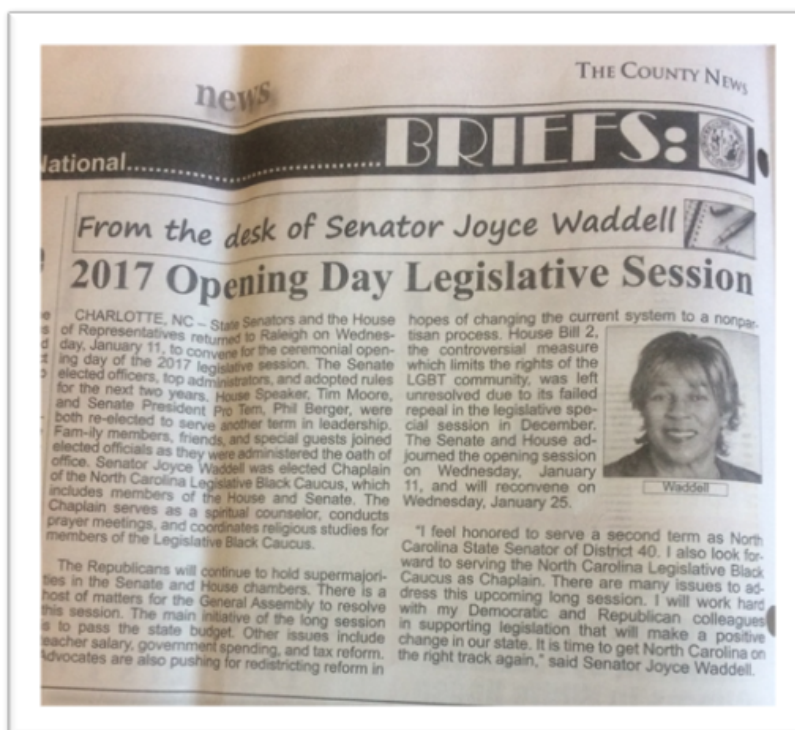 news
THE COUNTY NEWS
National
BRIEFS:
From the desk of Senator Joyce Waddell
2017 Opening Day Legislative Session
CHARLOTTE, NC – State Senators and the House
of Representatives returned to Raleigh on Wednes-
day, January 11, to convene for the ceremonial open-
ing day of the 2017 legislative session. The Senate
elected officers, top administrators, and adopted rules
for the next two years. House Speaker, Tim Moore,
and Senate President Pro Tem, Phil Berger, were
both re-elected to serve another term in leadership.
Fam-ily members, friends, and special guests joined
elected officials as they were administered the oath of
office. Senator Joyce Waddell was elected Chaplain
of the North Carolina Legislative Black Caucus, which
includes members of the House and Senate. The
Chaplain serves as a spiritual counselor, conducts
prayer meetings, and coordinates religious studies for
members of the Legislative Black Caucus.
The Republicans will continue to hold supermajori-
ties in the Senate and House chambers. There is a
host of matters for the General Assembly to resolve
this session. The main initiative of the long session
is to pass the state budget. Other issues include
teacher salary, government spending, and tax reform.
Advocates are also pushing for redistricting reform in
hopes of changing the current system to a nonpar-
tisan process. House Bill 2,
the controversial measure
which limits the rights of the
LGBT community, was left
unresolved due to its failed
repeal in the legislative spe-
cial session in December.
The Senate and House ad-
journed the opening session
on Wednesday, January
11, and will reconvene on
Wednesday, January 25.
Waddell
"I feel honored to serve a second term as North
Carolina State Senator of District 40. I also look for-
ward to serving the North Carolina Legislative Black
Caucus as Chaplain. There are many issues to ad-
dress this upcoming long session. I will work hard
with my Democratic and Republican colleagues
in supporting legislation that will make a positive
change in our state. It is time to get North Carolina on
the right track again," said Senator Joyce Waddell.